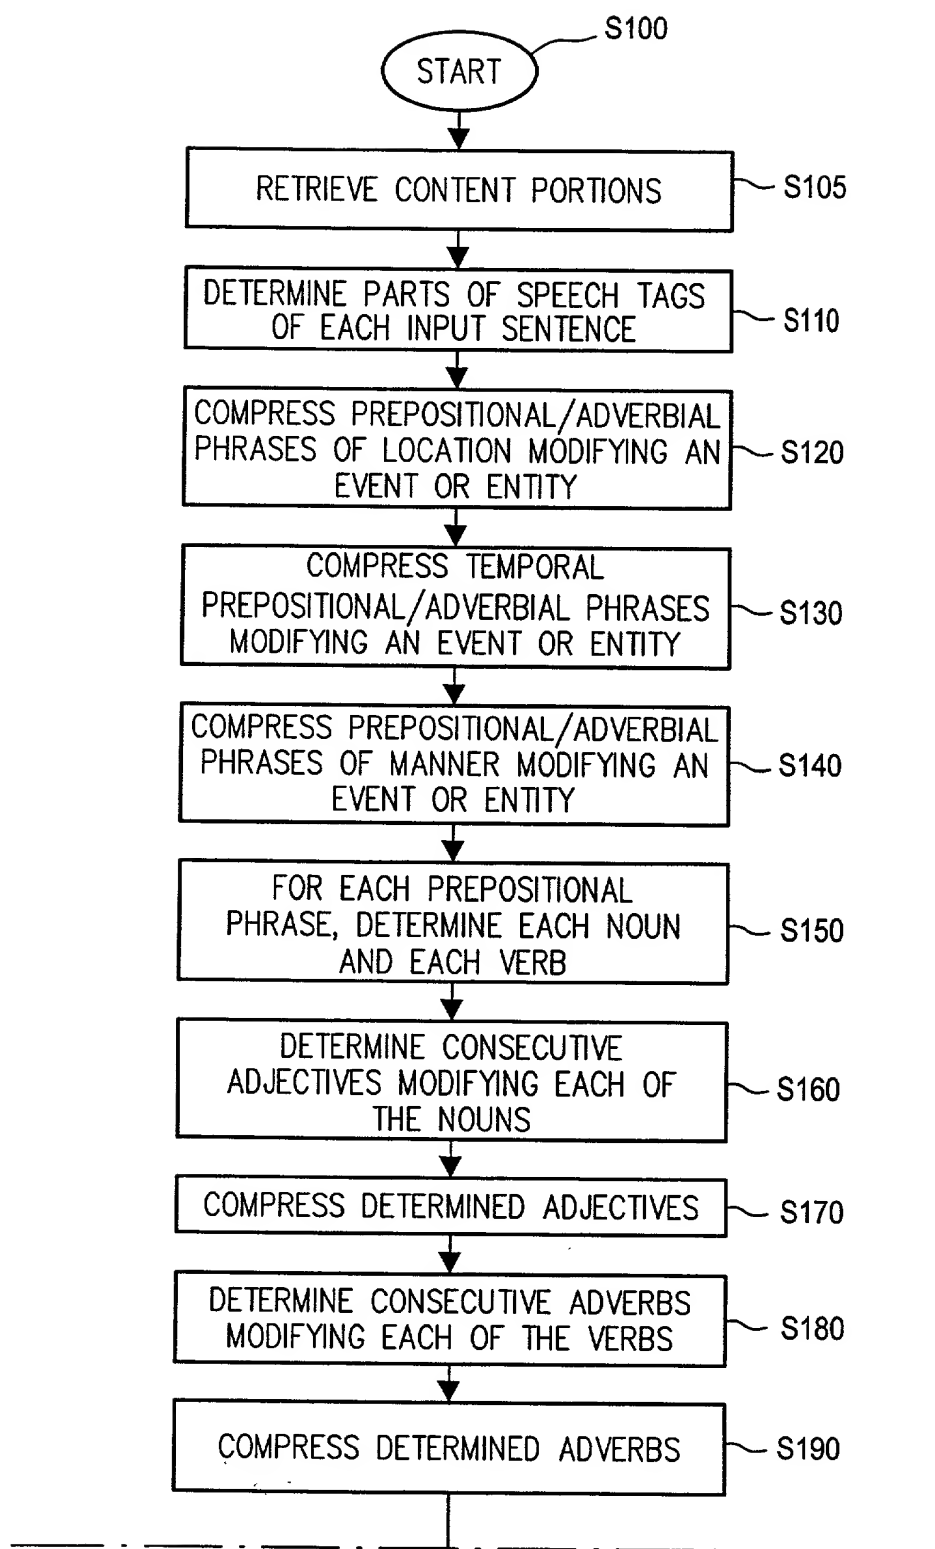 S100
START
RETRIEVE CONTENT PORTIONS
S105
DETERMINE PARTS OF SPEECH TAGS
OF EACH INPUT SENTENCE
S110
COMPRESS PREPOSITIONAL/ADVERBIAL
PHRASES OF LOCATION MODIFYING AN
EVENT OR ENTITY
S120
COMPRESS TEMPORAL
PREPOSITIONAL/ADVERBIAL PHRASES
MODIFYING AN EVENT OR ENTITY
S130
COMPRESS PREPOSITIONAL/ADVERBIAL
PHRASES OF MANNER MODIFYING AN
EVENT OR ENTITY
S140
FOR EACH PREPOSITIONAL
PHRASE, DETERMINE EACH NOUN
AND EACH VERB
S150
DETERMINE CONSECUTIVE
ADJECTIVES MODIFYING EACH OF
THE NOUNS
S160
COMPRESS DETERMINED ADJECTIVES
S170
DETERMINE CONSECUTIVE ADVERBS
MODIFYING EACH OF THE VERBS
S180
COMPRESS DETERMINED ADVERBS
S190